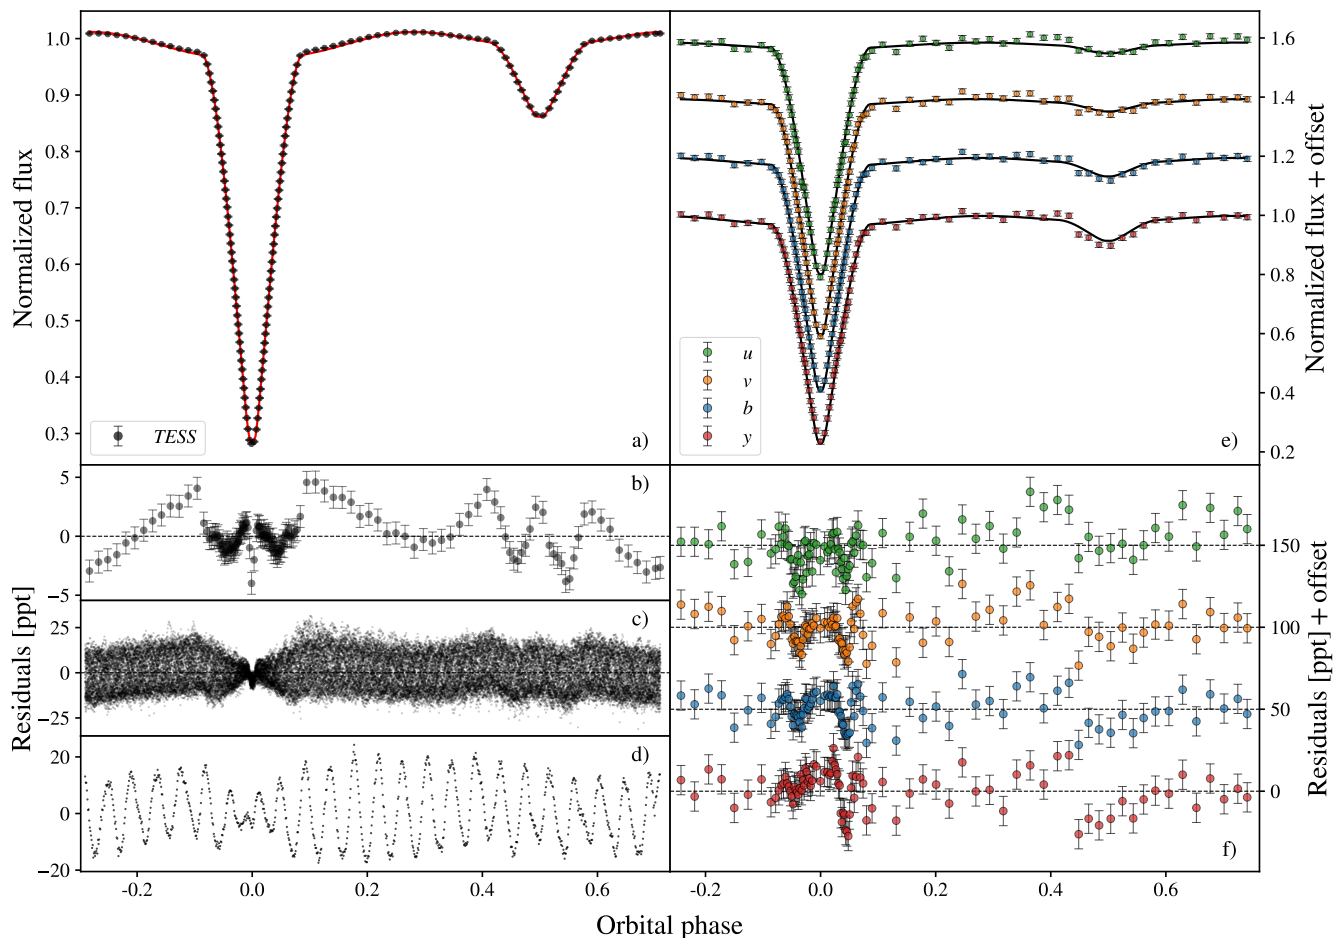 1.0
0.9
0.8
0.7
0.6
0.5
0.4
0.3
Normalized flux
TESS
a)
1.6
1.4
1.2
1.0
0.8
0.6
0.4
0.2
Normalized flux + offset
u
v
b
y
e)
5
0
−5
b)
25
0
−25
c)
20
0
−20
d)
Residuals [ppt]
150
100
50
0
f)
Residuals [ppt] + offset
-0.2 0.0 0.2 0.4 0.6
-0.2 0.0 0.2 0.4 0.6
Orbital phase